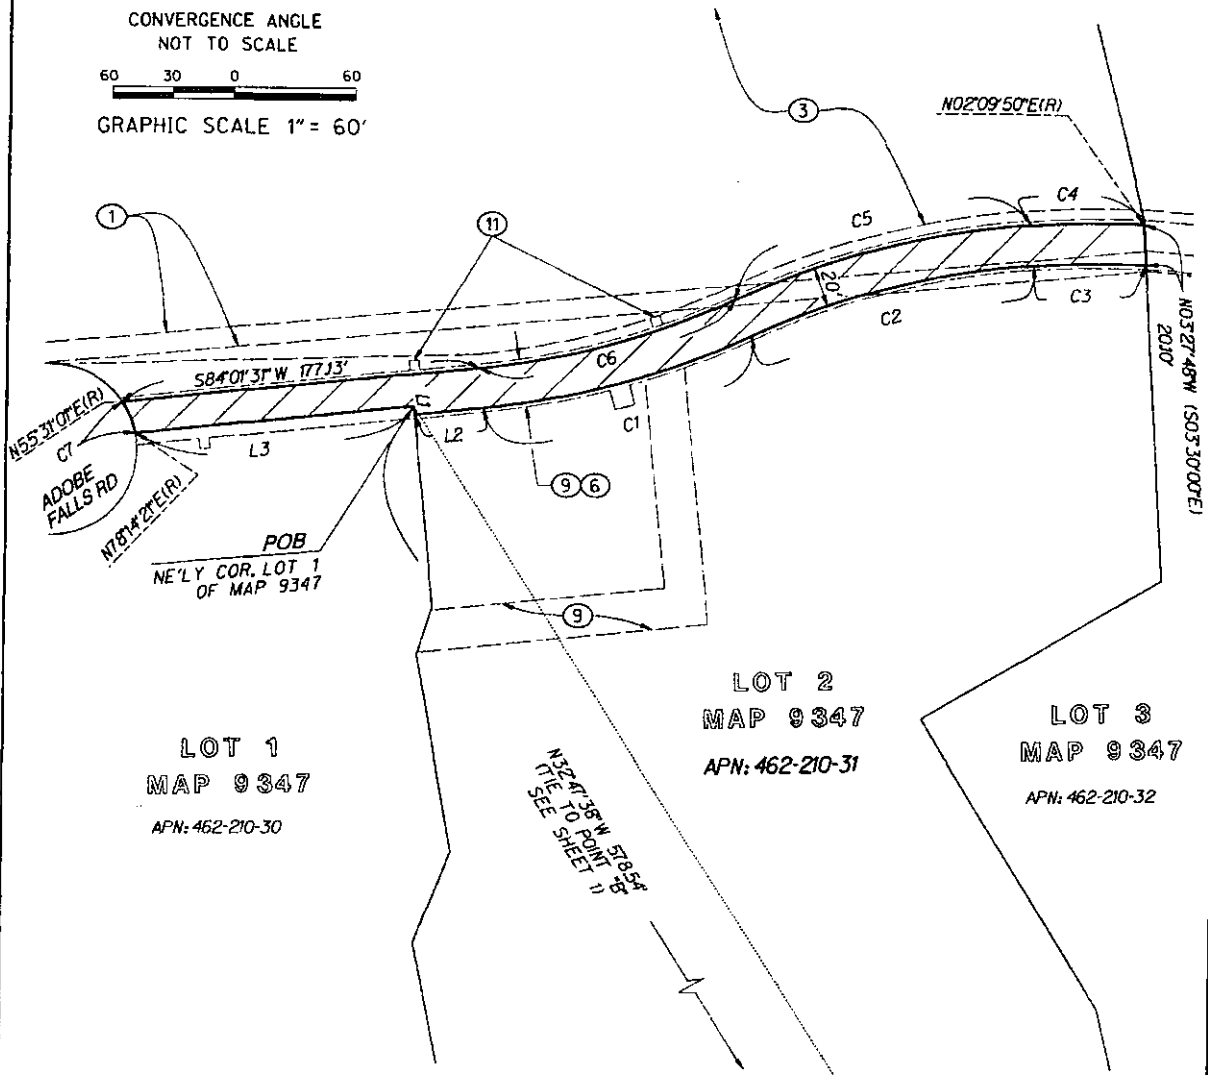 CONVERGENCE ANGLE
NOT TO SCALE
60 30 0 60
GRAPHIC SCALE 1" = 60'
3
N02°09'50"E(R)
1
11
C5
C4
20'
C2
C3
N03°27'48"W (S03°30'00"E)
20.10'
S84°01'31" W 177.13'
C6
N55°31'01"E(R)
C7
L3
L2
C1
ADOBE
FALLS RD
N78°14'21"E(R)
9 6
POB
NE'LY COR. LOT 1
OF MAP 9347
9
LOT 1
MAP 9347
APN: 462-210-30
LOT 2
MAP 9347
APN: 462-210-31
LOT 3
MAP 9347
APN: 462-210-32
N32°47'38"W 578.54'
(TIE TO POINT "B"
SEE SHEET 1)